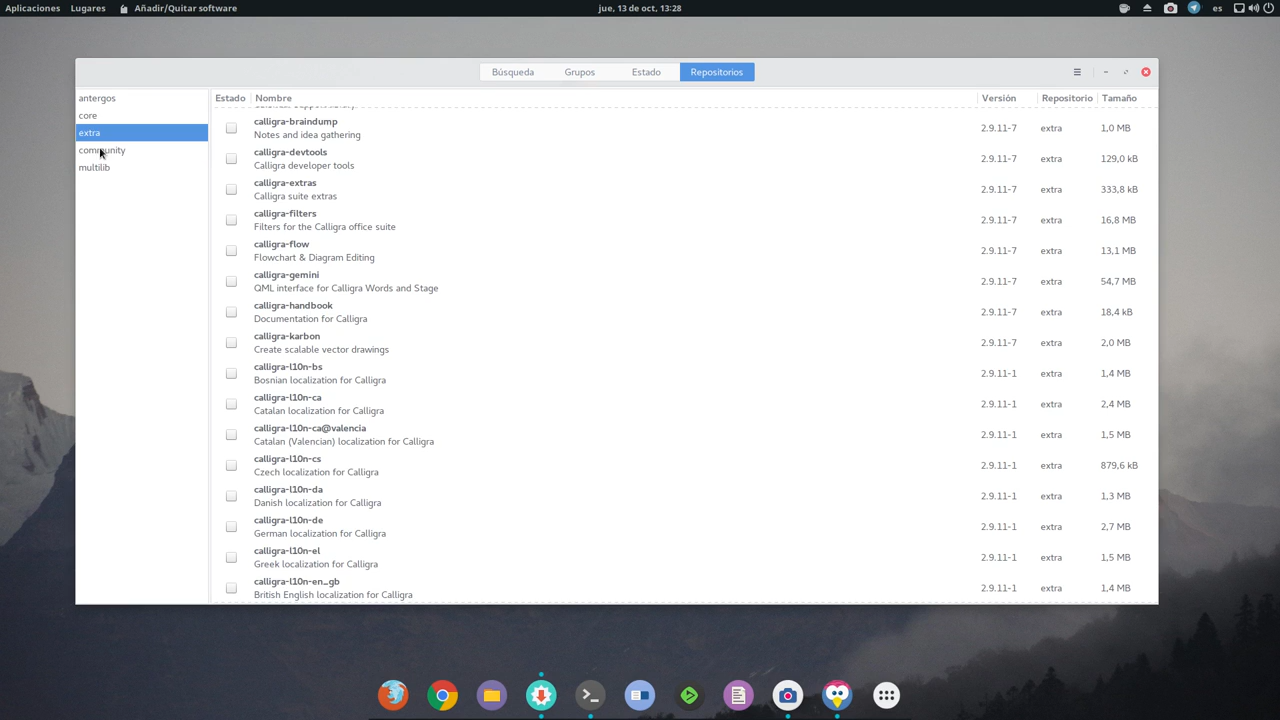 Aplicaciones Lugares Añadir/Quitar software jue, 13 de oct, 13:28 es
Búsqueda Grupos Estado Repositorios
antergos
core
extra
community
multilib
Estado Nombre Versión Repositorio Tamaño
calligra-braindump 2.9.11-7 extra 1,0 MB
Notes and idea gathering
calligra-devtools 2.9.11-7 extra 129,0 kB
Calligra developer tools
calligra-extras 2.9.11-7 extra 333,8 kB
Calligra suite extras
calligra-filters 2.9.11-7 extra 16,8 MB
Filters for the Calligra office suite
calligra-flow 2.9.11-7 extra 13,1 MB
Flowchart & Diagram Editing
calligra-gemini 2.9.11-7 extra 54,7 MB
QML interface for Calligra Words and Stage
calligra-handbook 2.9.11-7 extra 18,4 kB
Documentation for Calligra
calligra-karbon 2.9.11-7 extra 2,0 MB
Create scalable vector drawings
calligra-l10n-bs 2.9.11-1 extra 1,4 MB
Bosnian localization for Calligra
calligra-l10n-ca 2.9.11-1 extra 2,4 MB
Catalan localization for Calligra
calligra-l10n-ca@valencia 2.9.11-1 extra 1,5 MB
Catalan (Valencian) localization for Calligra
calligra-l10n-cs 2.9.11-1 extra 879,6 kB
Czech localization for Calligra
calligra-l10n-da 2.9.11-1 extra 1,3 MB
Danish localization for Calligra
calligra-l10n-de 2.9.11-1 extra 2,7 MB
German localization for Calligra
calligra-l10n-el 2.9.11-1 extra 1,5 MB
Greek localization for Calligra
calligra-l10n-en_gb 2.9.11-1 extra 1,4 MB
British English localization for Calligra